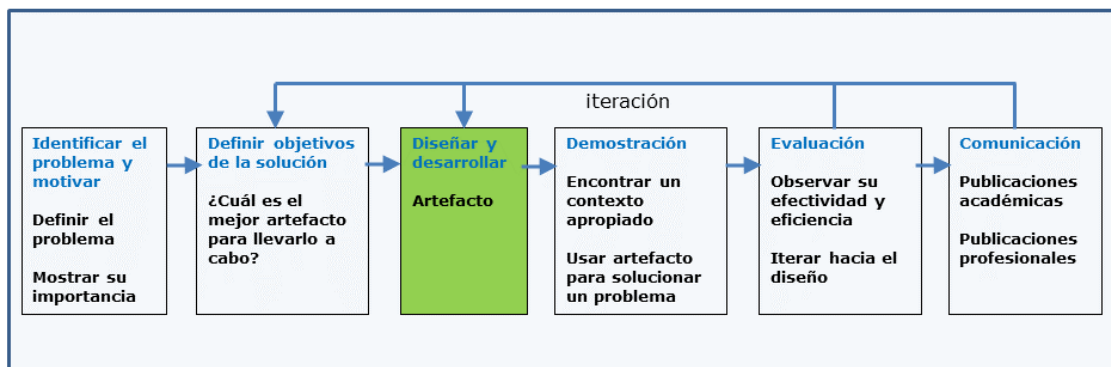 iteración
Identificar el
problema y
motivar
Definir el
problema
Mostrar su
importancia
Definir objetivos
de la solución
¿Cuál es el
mejor artefacto
para llevarlo a
cabo?
Diseñar y
desarrollar
Artefacto
Demostración
Encontrar un
contexto
apropiado
Usar artefacto
para solucionar
un problema
Evaluación
Observar su
efectividad y
eficiencia
Iterar hacia el
diseño
Comunicación
Publicaciones
académicas
Publicaciones
profesionales